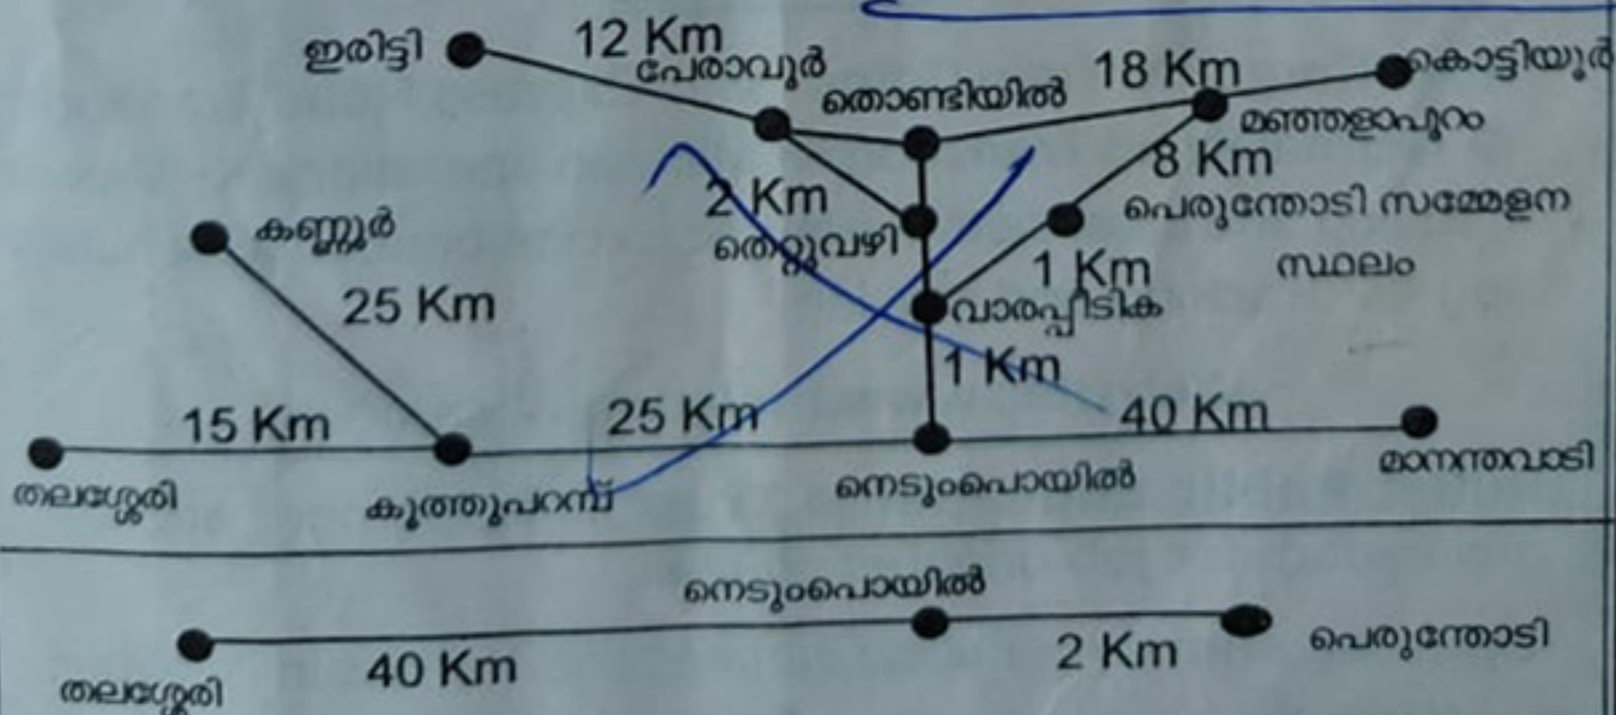 ഇരിട്ടി
12 Km
പേരാവൂർ
തൊണ്ടിയിൽ
18 Km
കൊട്ടിയൂർ
മഞ്ഞളാംപുറം
8 Km
2 Km
തെറ്റുവഴി
പെരുന്തോടി സമ്മേളന
സ്ഥലം
കണ്ണൂർ
25 Km
1 Km
വാരപ്പീടിക
1 Km
15 Km
25 Km
40 Km
തലശ്ശേരി
കൂത്തുപറമ്പ്
നെടുംപൊയിൽ
മാനന്തവാടി
നെടുംപൊയിൽ
തലശ്ശേരി
40 Km
2 Km
പെരുന്തോടി